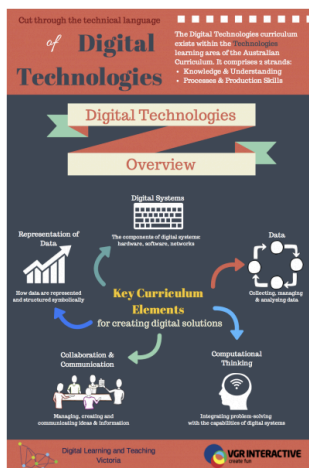 Cut through the technical language
of Digital
Technologies
The Digital Technologies curriculum
exists within the Technologies
learning area of the Australian
Curriculum. It comprises 2 strands:
• Knowledge & Understanding
• Processes & Production Skills
Digital Technologies
Overview
Digital Systems
The components of digital systems:
hardware, software, networks
Representation of
Data
How data are represented
and structured symbolically
Data
Collecting, managing
& analysing data
Key Curriculum
Elements
for creating digital solutions
Collaboration &
Communication
Managing, creating and
communicating ideas & information
Computational
Thinking
Integrating problem-solving
with the capabilities of digital systems
Digital Learning and Teaching
Victoria
VGR INTERACTIVE
create fun